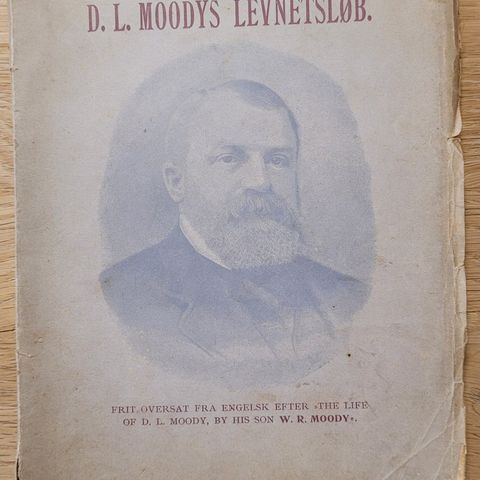 D. L. MOODYS LEVNETSLØB.
FRIT OVERSAT FRA ENGELSK EFTER »THE LIFE
OF D. L. MOODY, BY HIS SON W. R. MOODY«.